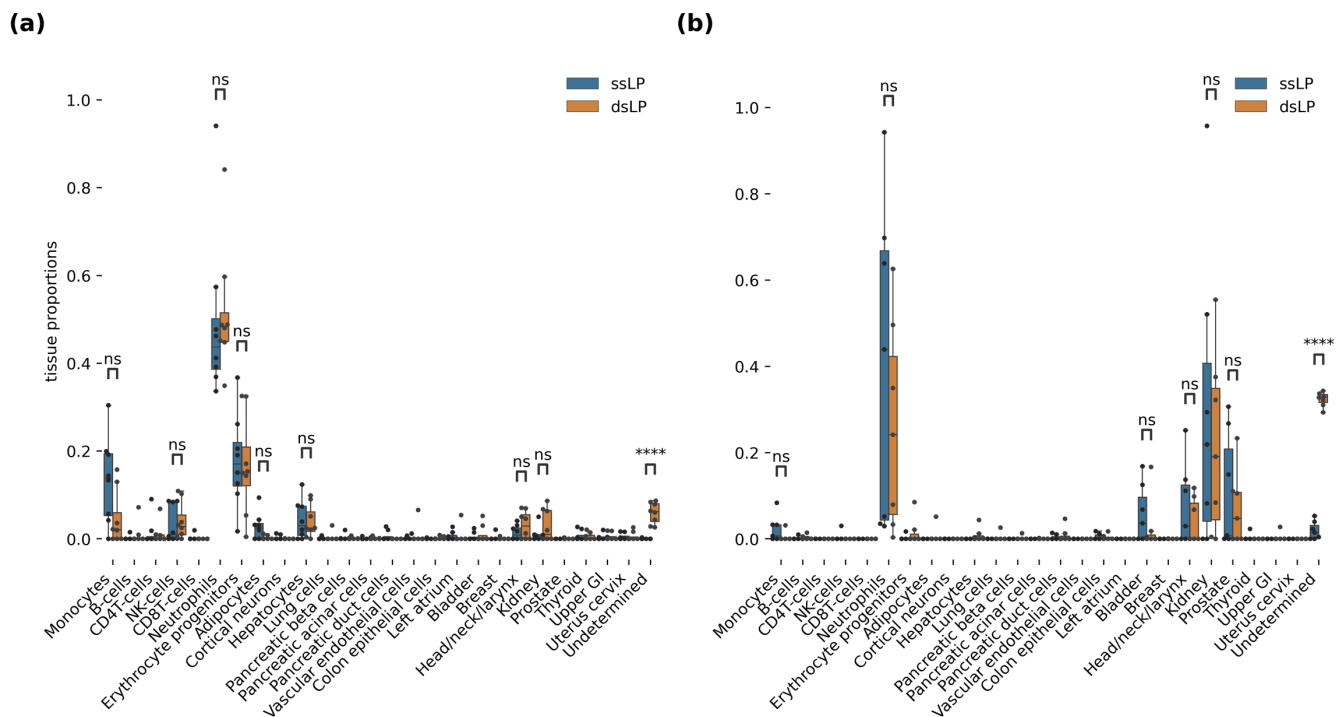 (a)
ns
ssLP
dsLP
1.0
0.8
0.6
0.4
0.2
0.0
tissue proportions
ns
ns
ns
ns
ns
ns
ns
****
Monocytes
B-cells
CD4T-cells
NK-cells
CD8T-cells
Neutrophils
Erythrocyte progenitors
Adipocytes
Cortical neurons
Hepatocytes
Lung cells
Pancreatic beta cells
Pancreatic acinar cells
Pancreatic duct cells
Vascular endothelial cells
Colon epithelial cells
Left atrium
Bladder
Breast
Head/neck/larynx
Kidney
Prostate
Thyroid
Upper GI
Uterus cervix
Undetermined
(b)
ns
ns
ssLP
dsLP
1.0
0.8
0.6
0.4
0.2
0.0
ns
ns
ns
ns
****
Monocytes
B-cells
CD4T-cells
NK-cells
CD8T-cells
Neutrophils
Erythrocyte progenitors
Adipocytes
Cortical neurons
Hepatocytes
Lung cells
Pancreatic beta cells
Pancreatic acinar cells
Pancreatic duct cells
Vascular endothelial cells
Colon epithelial cells
Left atrium
Bladder
Breast
Head/neck/larynx
Kidney
Prostate
Thyroid
Upper GI
Uterus cervix
Undetermined